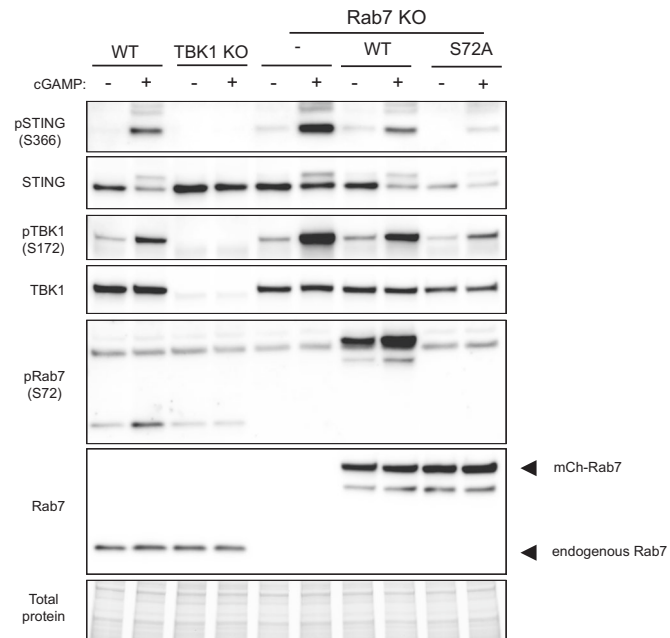 Rab7 KO
WT TBK1 KO - WT S72A
cGAMP: - + - + - + - + - +
pSTING
(S366)
STING
pTBK1
(S172)
TBK1
pRab7
(S72)
mCh-Rab7
Rab7
endogenous Rab7
Total
protein